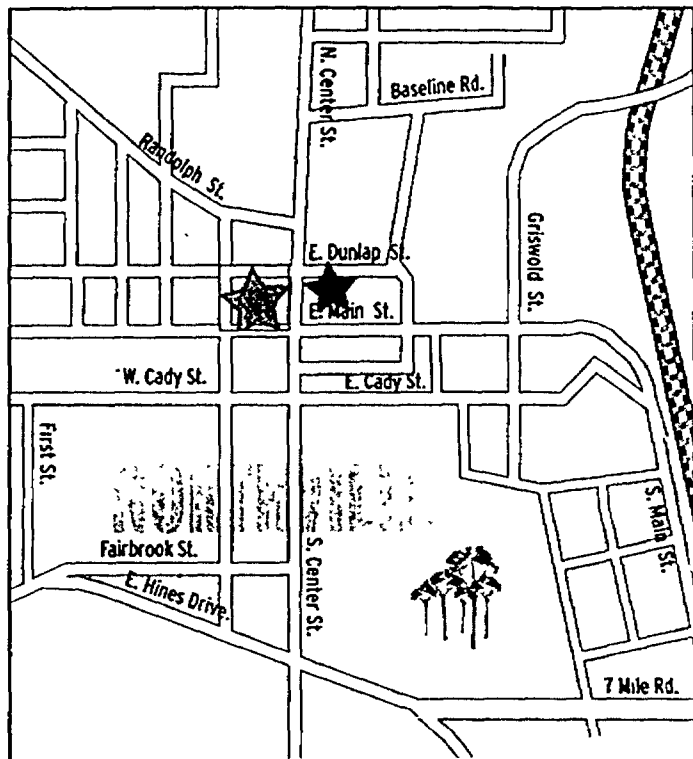 N. Center St.
Baseline Rd.
Randolph St.
Griswold St.
E. Dunlap St.
E. Main St.
W. Cady St.
E. Cady St.
First St.
S. Main St.
Fairbrook St.
S. Center St.
E. Hines Drive.
7 Mile Rd.